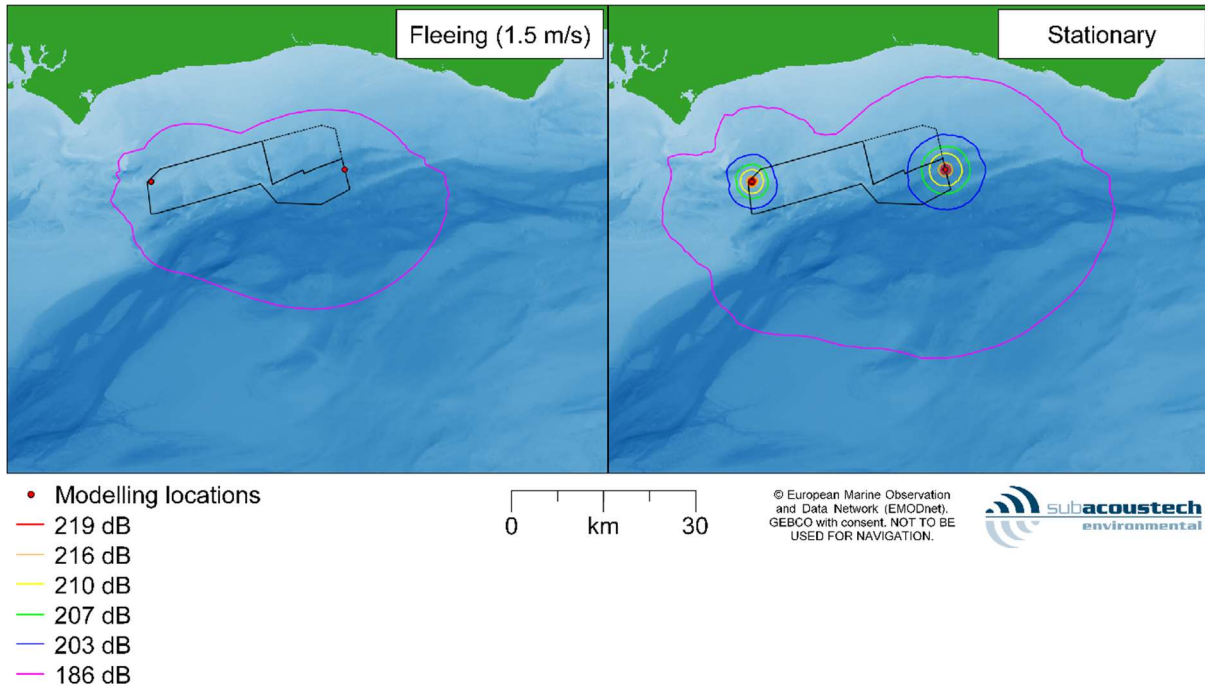 Fleeing (1.5 m/s)
Stationary
Modelling locations
219 dB
216 dB
210 dB
207 dB
203 dB
186 dB
0 km 30
© European Marine Observation
and Data Network (EMODnet).
GEBCO with consent. NOT TO BE
USED FOR NAVIGATION.
subacoustech
environmental